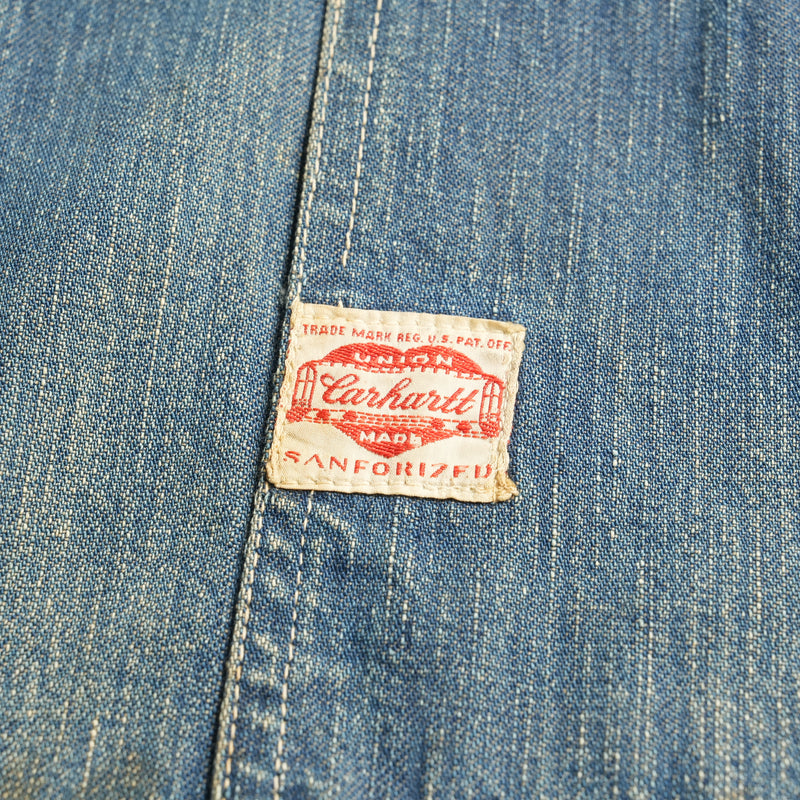 TRADE MARK REG. U.S. PAT. OFF.
UNION
Carhartt
MADE
SANFORIZED